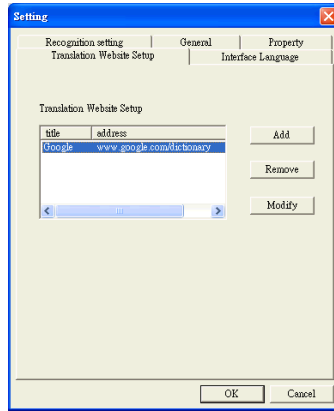 Setting
Recognition setting General Property
Translation Website Setup Interface Language
Translation Website Setup
title address
Google www.google.com/dictionary
Add
Remove
Modify
OK Cancel